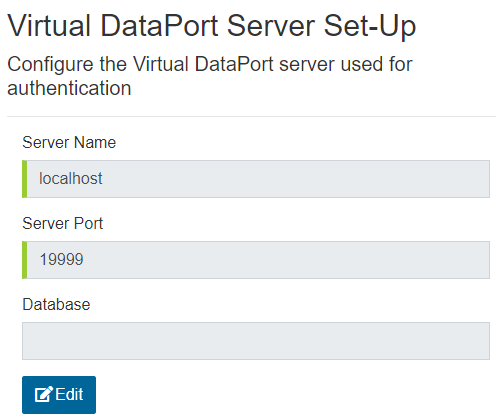 Virtual DataPort Server Set-Up
Configure the Virtual DataPort server used for
authentication
Server Name
localhost
Server Port
19999
Database
Edit